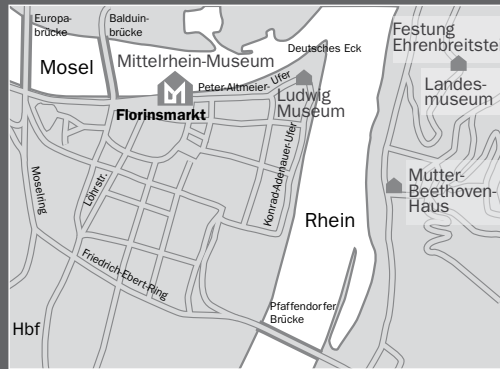 Europa-
brücke
Balduin-
brücke
Mosel
Mittelrhein-Museum
Deutsches Eck
Festung
Ehrenbreitste
Peter-Altmeier- Ufer
Florinsmarkt
Ludwig
Museum
Landes-
museum
Moselring
Löhrstr.
Konrad-Adenauer-Ufer
Mutter-
Beethoven-
Haus
Rhein
Friedrich-Ebert-Ring
Pfaffendorfer
Brücke
Hbf